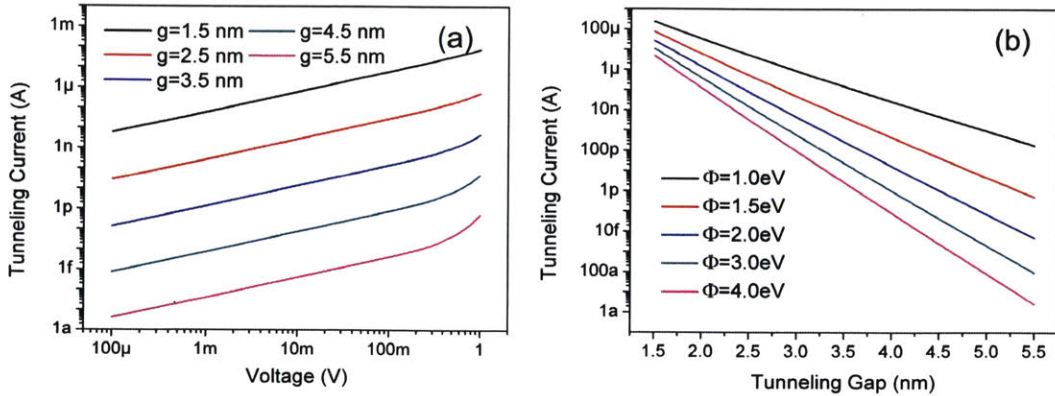 g=1.5 nm g=4.5 nm
g=2.5 nm g=5.5 nm
g=3.5 nm
(a)
Tunneling Current (A)
1m
1μ
1n
1p
1f
1a
100μ 1m 10m 100m 1
Voltage (V)
(b)
Tunneling Current (A)
100μ
1μ
10n
100p
1p
10f
100a
1a
Φ=1.0eV
Φ=1.5eV
Φ=2.0eV
Φ=3.0eV
Φ=4.0eV
1.5 2.0 2.5 3.0 3.5 4.0 4.5 5.0 5.5
Tunneling Gap (nm)